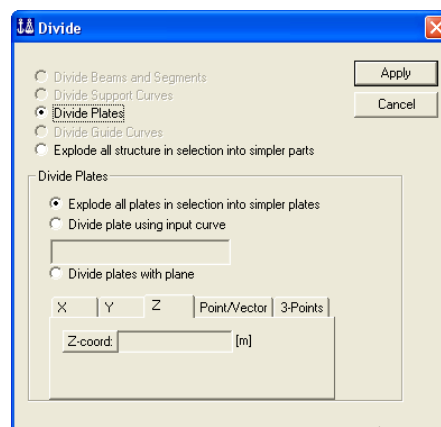 Divide
Divide Beams and Segments
Apply
Divide Support Curves
Cancel
Divide Plates
Divide Guide Curves
Explode all structure in selection into simpler parts
Divide Plates
Explode all plates in selection into simpler plates
Divide plate using input curve
Divide plates with plane
X Y Z Point/Vector 3-Points
Z-coord: [m]